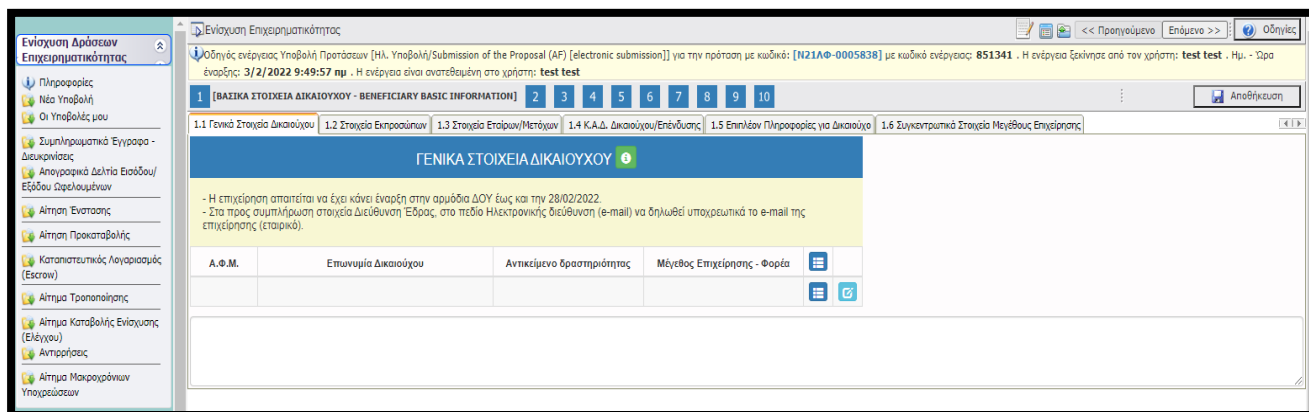 Ενίσχυση Δράσεων
Επιχειρηματικότητας
Πληροφορίες
Νέα Υποβολή
Οι Υποβολές μου
Συμπληρωματικά Έγγραφα -
Διευκρινίσεις
Απογραφικά Δελτία Εισόδου/
Εξόδου Ωφελουμένων
Αίτηση Ένστασης
Αίτηση Προκαταβολής
Καταπιστευτικός Λογαριασμός
(Escrow)
Αίτημα Τροποποίησης
Αίτημα Καταβολής Ενίσχυσης
(Ελέγχου)
Αντιρρήσεις
Αίτημα Μακροχρόνιων
Υποχρεώσεων
Ενίσχυση Επιχειρηματικότητας
<< Προηγούμενο Επόμενο >> Οδηγίες
Οδηγός ενέργειας Υποβολή Προτάσεων [Ηλ. Υποβολή/Submission of the Proposal (AF) [electronic submission]] για την πρόταση με κωδικό: [Ν21ΛΦ-0005838] με κωδικό ενέργειας: 851341 . Η ενέργεια ξεκίνησε από τον χρήστη: test test . Ημ. - Ώρα
έναρξης: 3/2/2022 9:49:57 πμ . Η ενέργεια είναι ανατεθειμένη στο χρήστη: test test
1 [ΒΑΣΙΚΑ ΣΤΟΙΧΕΙΑ ΔΙΚΑΙΟΥΧΟΥ - BENEFICIARY BASIC INFORMATION] 2 3 4 5 6 7 8 9 10 Αποθήκευση
1.1 Γενικά Στοιχεία Δικαιούχου 1.2 Στοιχεία Εκπροσώπων 1.3 Στοιχεία Εταίρων/Μετόχων 1.4 Κ.Α.Δ. Δικαιούχου/Επένδυσης 1.5 Επιπλέον Πληροφορίες για Δικαιούχο 1.6 Συγκεντρωτικά Στοιχεία Μεγέθους Επιχείρησης
ΓΕΝΙΚΑ ΣΤΟΙΧΕΙΑ ΔΙΚΑΙΟΥΧΟΥ
- Η επιχείρηση απαιτείται να έχει κάνει έναρξη στην αρμόδια ΔΟΥ έως και την 28/02/2022.
- Στα προς συμπλήρωση στοιχεία Διεύθυνση Έδρας, στο πεδίο Ηλεκτρονικής διεύθυνση (e-mail) να δηλωθεί υποχρεωτικά το e-mail της
επιχείρησης (εταιρικό).
Α.Φ.Μ. Επωνυμία Δικαιούχου Αντικείμενο δραστηριότητας Μέγεθος Επιχείρησης - Φορέα